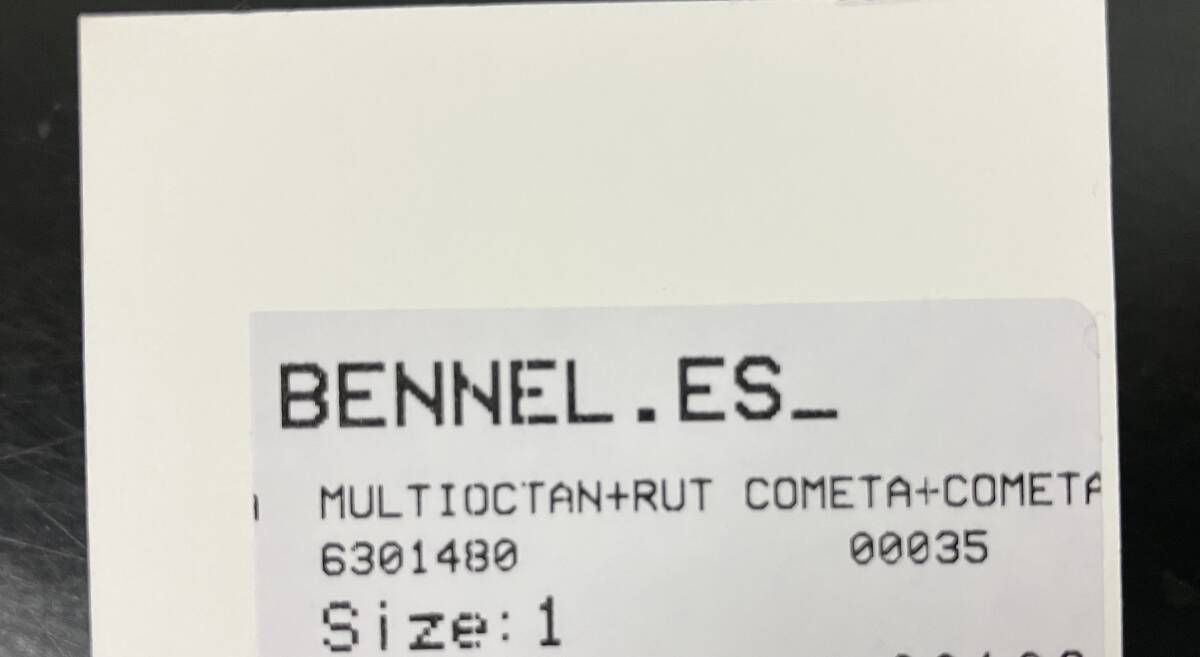 BENNEL.ES_
MULTIOCTAN+RUT COMETA+COMETA
6301480 00035
Size:1